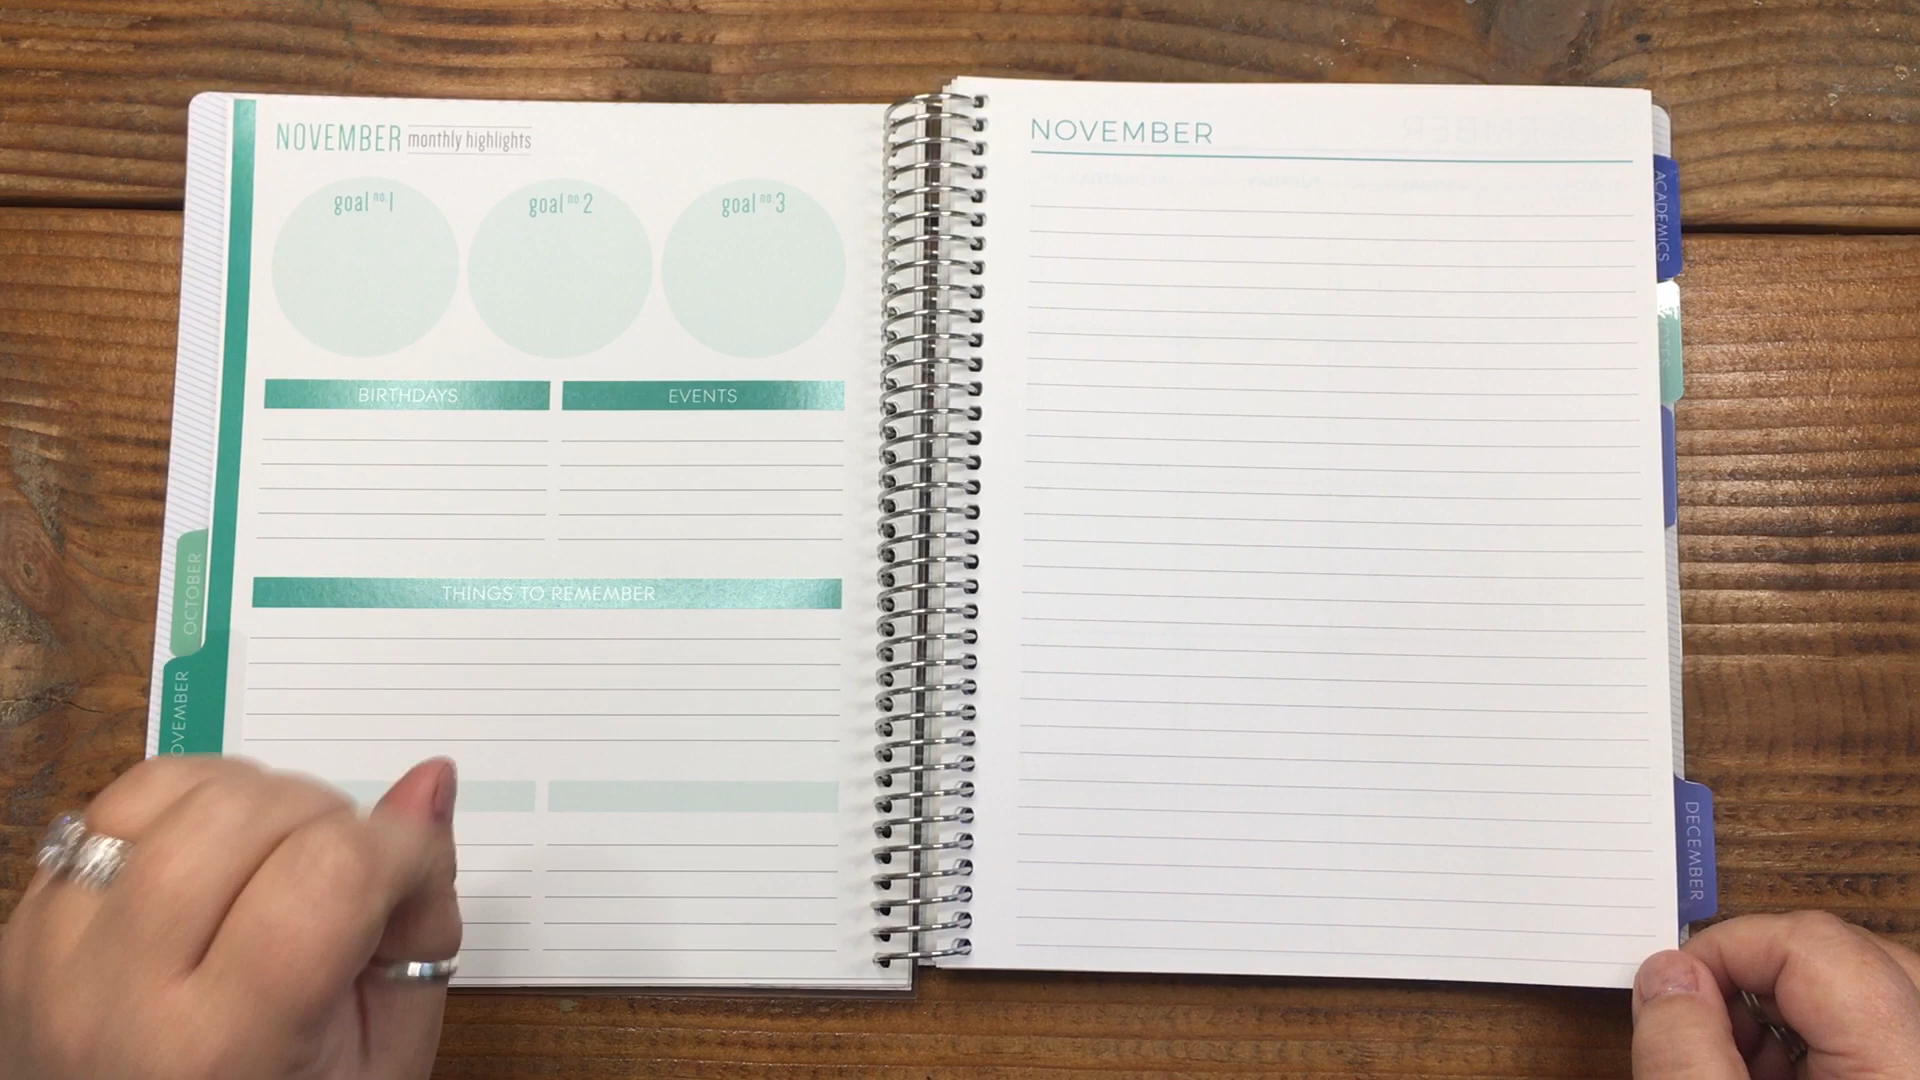 NOVEMBER monthly highlights
goal no. 1
goal no. 2
goal no. 3
BIRTHDAYS
EVENTS
THINGS TO REMEMBER
OCTOBER
OVEMBER
NOVEMBER
ACADEMICS
DECEMBER